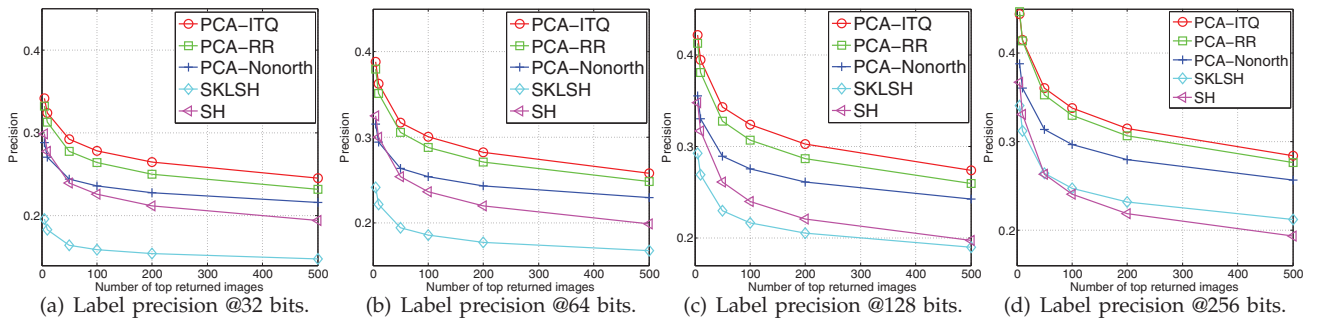 0.4
0.3
0.2
Precision
0
100
200
300
400
500
Number of top returned images
PCA-ITQ
PCA-RR
PCA-Nonorth
SKLSH
SH
(a) Label precision @32 bits.
0.4
0.3
0.2
Precision
0
100
200
300
400
500
Number of top returned images
PCA-ITQ
PCA-RR
PCA-Nonorth
SKLSH
SH
(b) Label precision @64 bits.
0.4
0.3
0.2
Precision
0
100
200
300
400
500
Number of top returned images
PCA-ITQ
PCA-RR
PCA-Nonorth
SKLSH
SH
(c) Label precision @128 bits.
0.4
0.3
0.2
Precision
0
100
200
300
400
500
Number of top returned images
PCA-ITQ
PCA-RR
PCA-Nonorth
SKLSH
SH
(d) Label precision @256 bits.